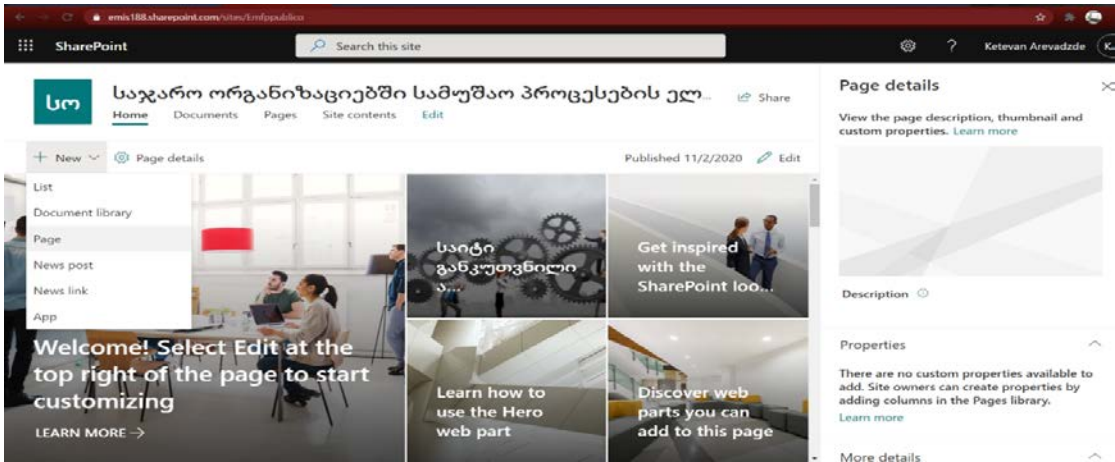 emis188.sharepoint.com/sites/Emfppublico
SharePoint
Search this site
?
Ketevan Arevadzde
K
სო
საჯარო ორგანიზაციებში სამუშაო პროცესების ელ...
Share
Home Documents Pages Site contents Edit
+ New
Page details
Published 11/2/2020
Edit
List
Document library
Page
News post
News link
App
Welcome! Select Edit at the
top right of the page to start
customizing
LEARN MORE →
საიტი
განკუთვნილი
ა...
Get inspired
with the
SharePoint loo...
Learn how to
use the Hero
web part
Discover web
parts you can
add to this page
Page details
View the page description, thumbnail and
custom properties. Learn more
Description
Properties
There are no custom properties available to
add. Site owners can create properties by
adding columns in the Pages library.
Learn more
More details